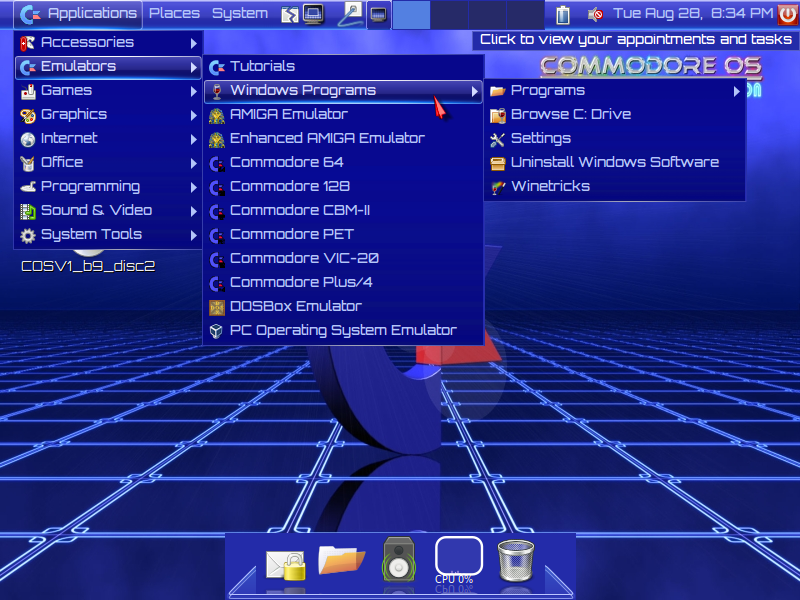 Applications Places System Tue Aug 28, 8:34 PM
Click to view your appointments and tasks
COMMODORE OS
Accessories
Emulators
Games
Graphics
Internet
Office
Programming
Sound & Video
System Tools
Tutorials
Windows Programs
AMIGA Emulator
Enhanced AMIGA Emulator
Commodore 64
Commodore 128
Commodore CBM-II
Commodore PET
Commodore VIC-20
Commodore Plus/4
DOSBox Emulator
PC Operating System Emulator
Programs
Browse C: Drive
Settings
Uninstall Windows Software
Winetricks
COSV1_b9_disc2
CPU 0%